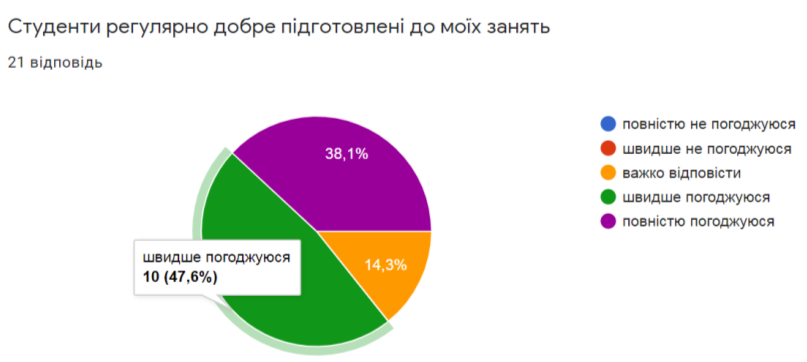 Студенти регулярно добре підготовлені до моїх занять
21 відповідь
38,1%
14,3%
швидше погоджуюся
10 (47,6%)
повністю не погоджуюся
швидше не погоджуюся
важко відповісти
швидше погоджуюся
повністю погоджуюся